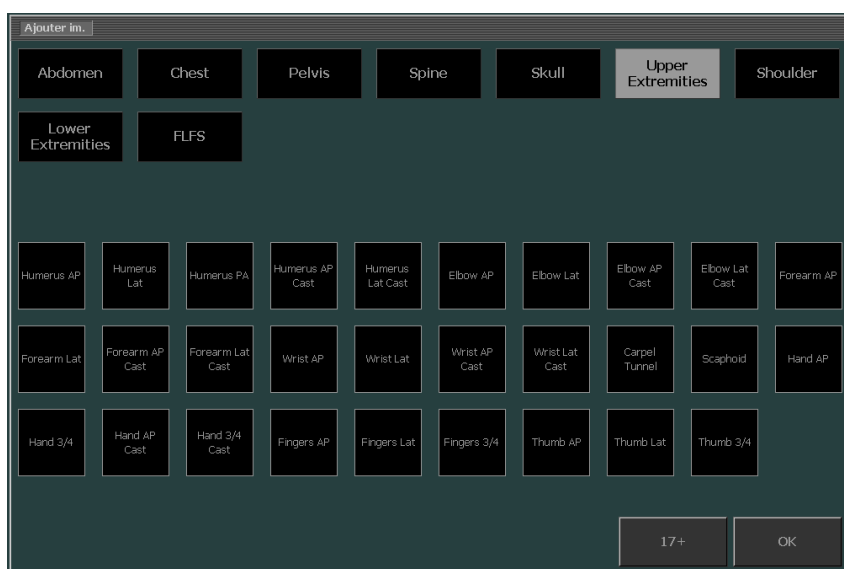 Ajouter im.
Abdomen
Chest
Pelvis
Spine
Skull
Upper
Extremities
Shoulder
Lower
Extremities
FLFS
Humerus AP
Humerus
Lat
Humerus PA
Humerus AP
Cast
Humerus
Lat Cast
Elbow AP
Elbow Lat
Elbow AP
Cast
Elbow Lat
Cast
Forearm AP
Forearm Lat
Forearm AP
Cast
Forearm Lat
Cast
Wrist AP
Wrist Lat
Wrist AP
Cast
Wrist Lat
Cast
Carpel
Tunnel
Scaphoid
Hand AP
Hand 3/4
Hand AP
Cast
Hand 3/4
Cast
Fingers AP
Fingers Lat
Fingers 3/4
Thumb AP
Thumb Lat
Thumb 3/4
17+
OK